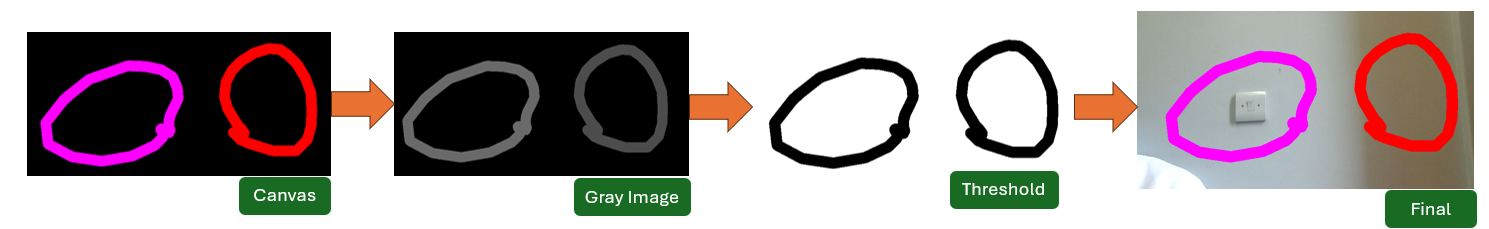 Canvas
Gray Image
Threshold
Final